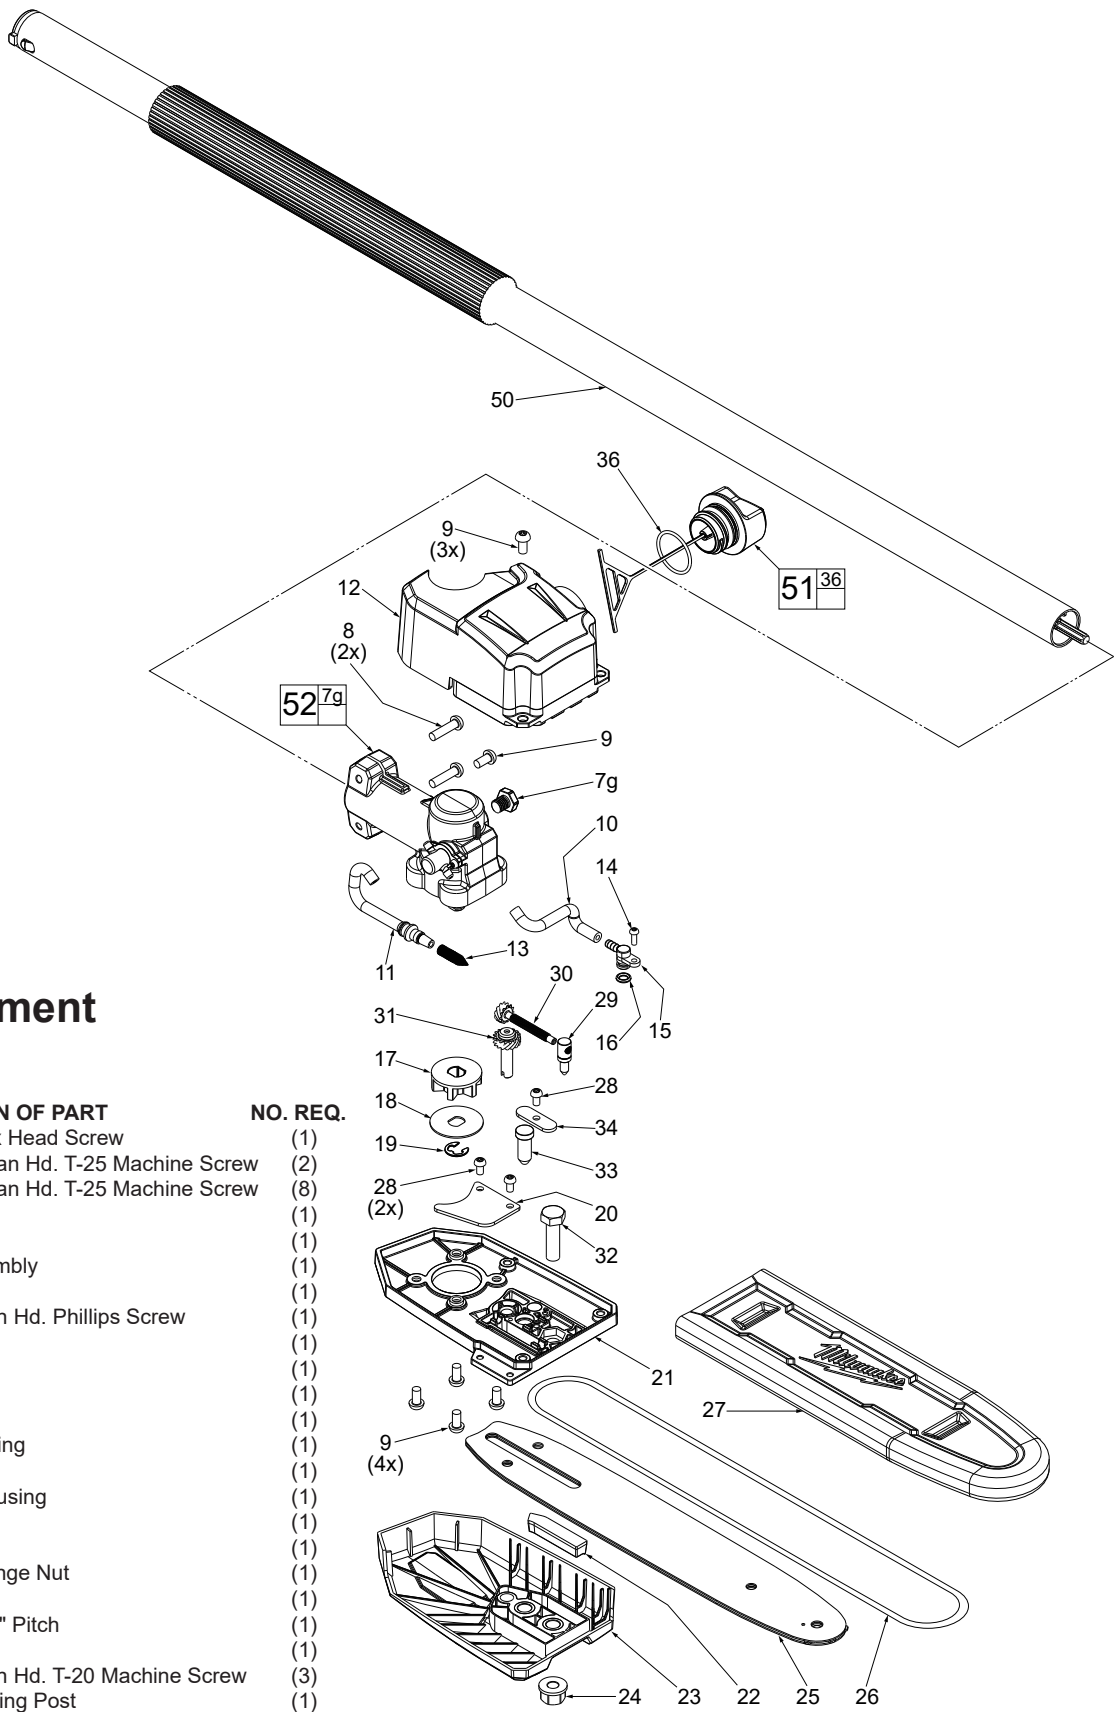 50
36
9
(3x)
51 36
12
8
(2x)
52 7g
9
7g
10
14
11
13
30
29
16
15
31
17
28
18
34
19
33
28
(2x)
20
32
21
Milwaukee
27
9
(4x)
24
23
22
25
26
ment
N OF PART NO. REQ.
Head Screw (1)
an Hd. T-25 Machine Screw (2)
an Hd. T-25 Machine Screw (8)
(1)
(1)
mbly (1)
(1)
n Hd. Phillips Screw (1)
(1)
(1)
(1)
(1)
ing (1)
(1)
using (1)
(1)
(1)
nge Nut (1)
(1)
" Pitch (1)
(1)
n Hd. T-20 Machine Screw (3)
ing Post (1)